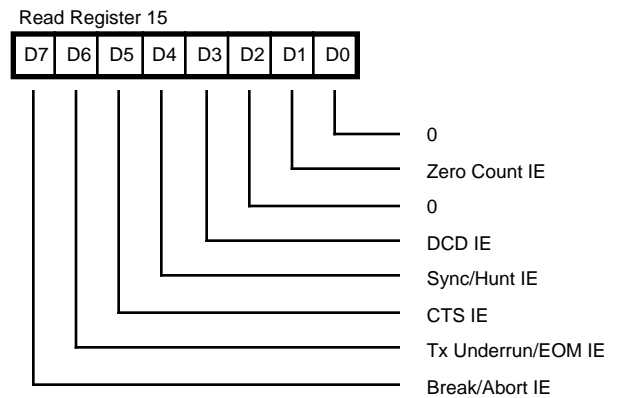 Read Register 15
D7 D6 D5 D4 D3 D2 D1 D0
0
Zero Count IE
0
DCD IE
Sync/Hunt IE
CTS IE
Tx Underrun/EOM IE
Break/Abort IE